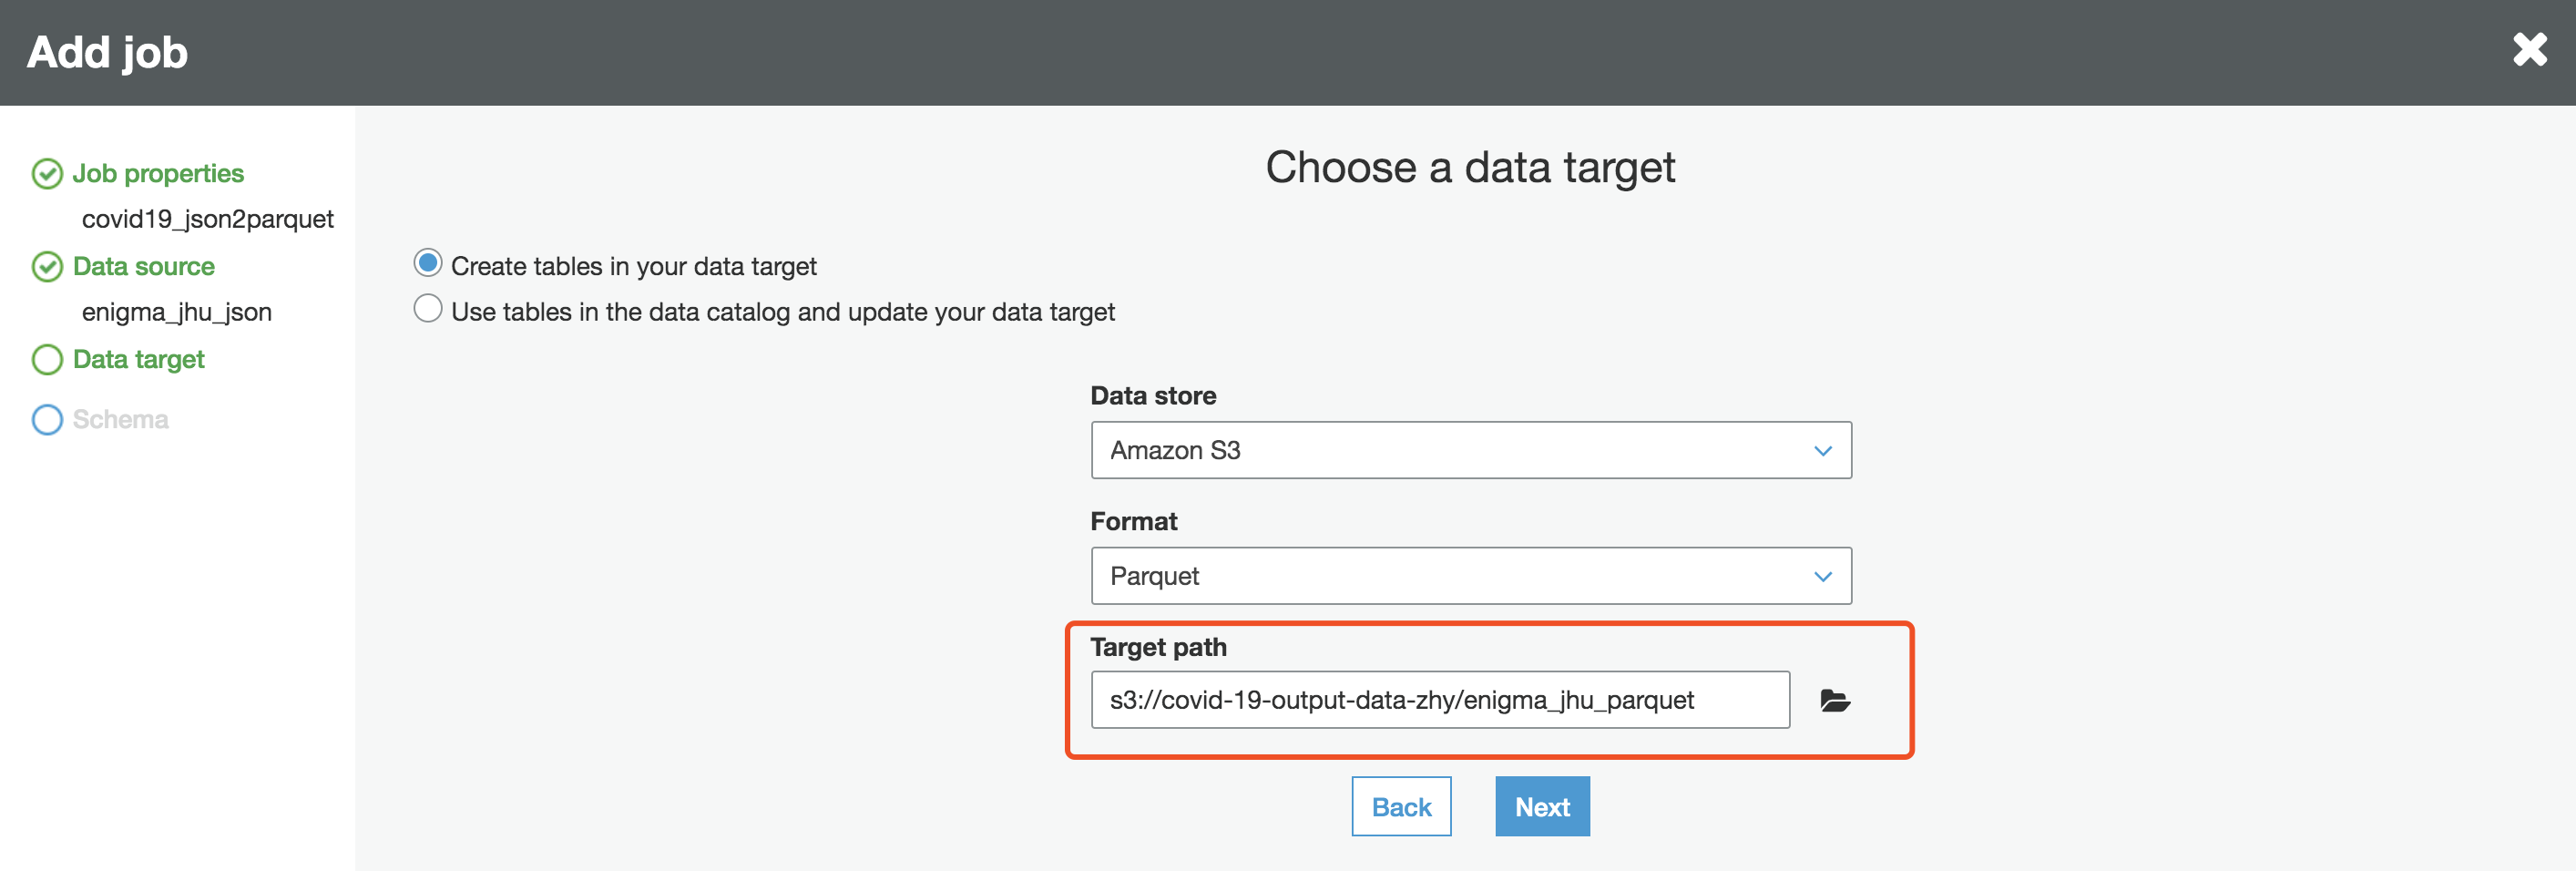 Add job
Job properties
covid19_json2parquet
Data source
enigma_jhu_json
Data target
Schema
Choose a data target
Create tables in your data target
Use tables in the data catalog and update your data target
Data store
Amazon S3
Format
Parquet
Target path
s3://covid-19-output-data-zhy/enigma_jhu_parquet
Back
Next